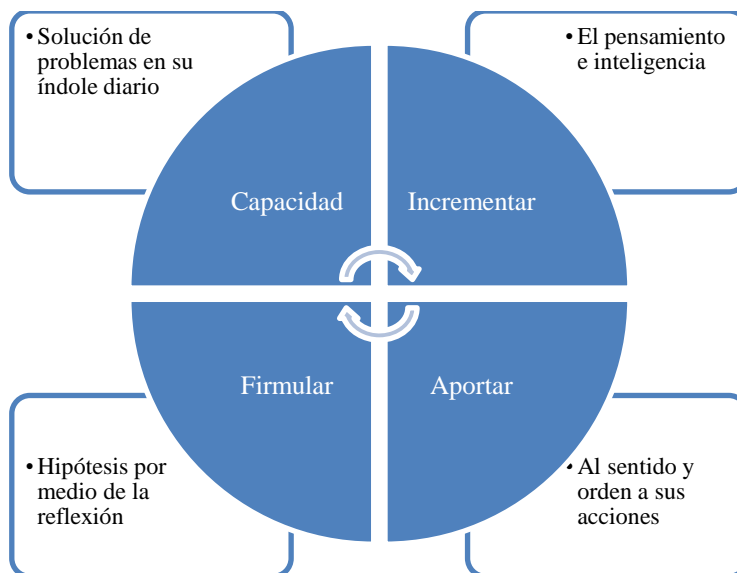 • Solución de
problemas en su
índole diario
• El pensamiento
e inteligencia
Capacidad
Incrementar
Firmular
Aportar
• Hipótesis por
medio de la
reflexión
• Al sentido y
orden a sus
acciones